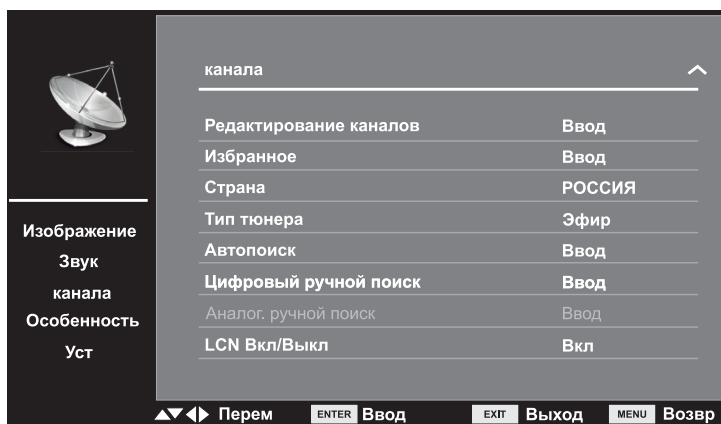 канала
Редактирование каналов Ввод
Избранное Ввод
Страна РОССИЯ
Тип тюнера Эфир
Автопоиск Ввод
Цифровый ручной поиск Ввод
Аналог. ручной поиск Ввод
LCN Вкл/Выкл Вкл
Изображение
Звук
канала
Особенность
Уст
Перем ENTER Ввод EXIT Выход MENU Возвр